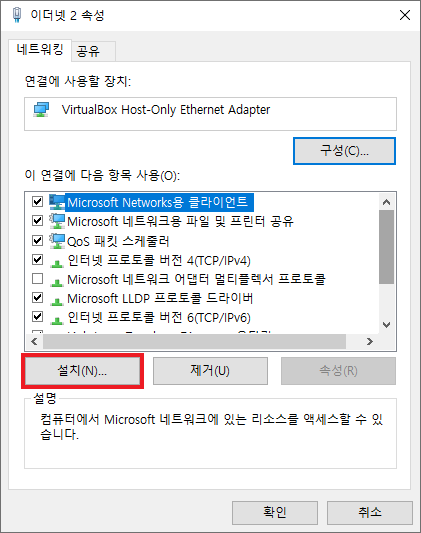 이더넷 2 속성
네트워킹
공유
연결에 사용할 장치:
VirtualBox Host-Only Ethernet Adapter
구성(C)...
이 연결에 다음 항목 사용(O):
Microsoft Networks용 클라이언트
Microsoft 네트워크용 파일 및 프린터 공유
QoS 패킷 스케줄러
인터넷 프로토콜 버전 4(TCP/IPv4)
Microsoft 네트워크 어댑터 멀티플렉서 프로토콜
Microsoft LLDP 프로토콜 드라이버
인터넷 프로토콜 버전 6(TCP/IPv6)
설치(N)...
제거(U)
속성(R)
설명
컴퓨터에서 Microsoft 네트워크에 있는 리소스를 액세스할 수 있
습니다.
확인
취소